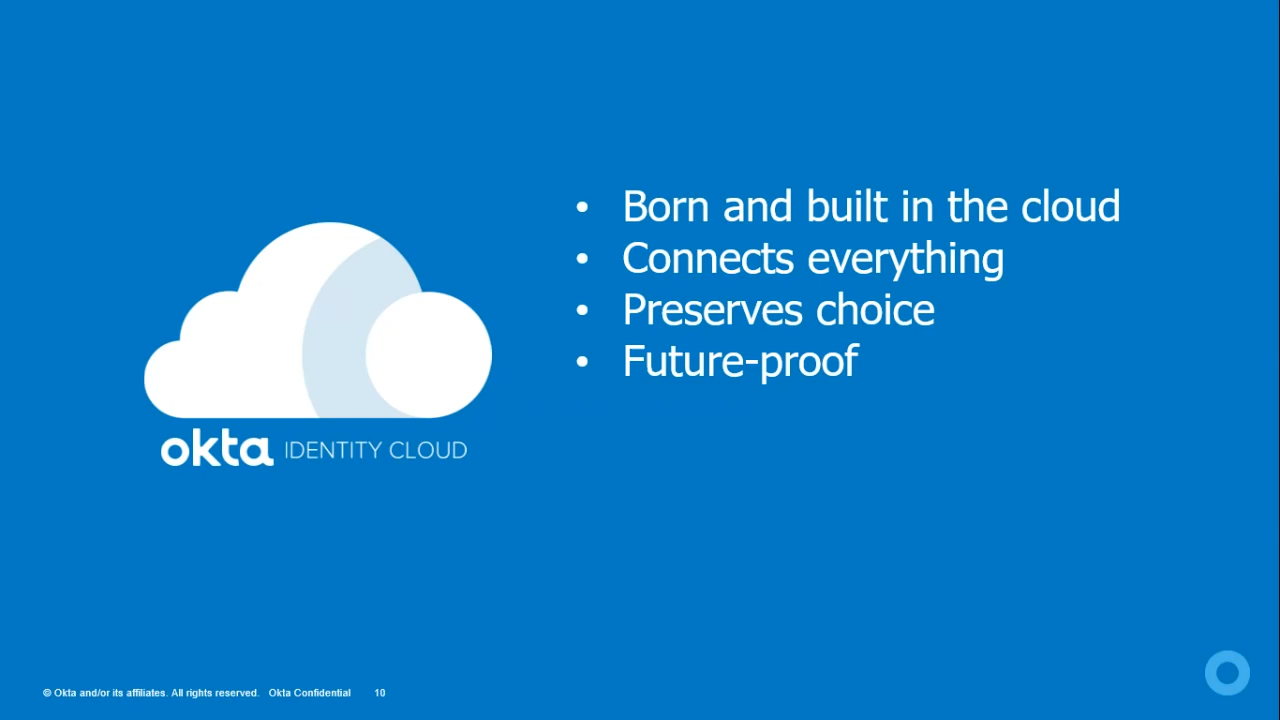 • Born and built in the cloud
• Connects everything
• Preserves choice
• Future-proof
okta IDENTITY CLOUD
© Okta and/or its affiliates. All rights reserved. Okta Confidential 10